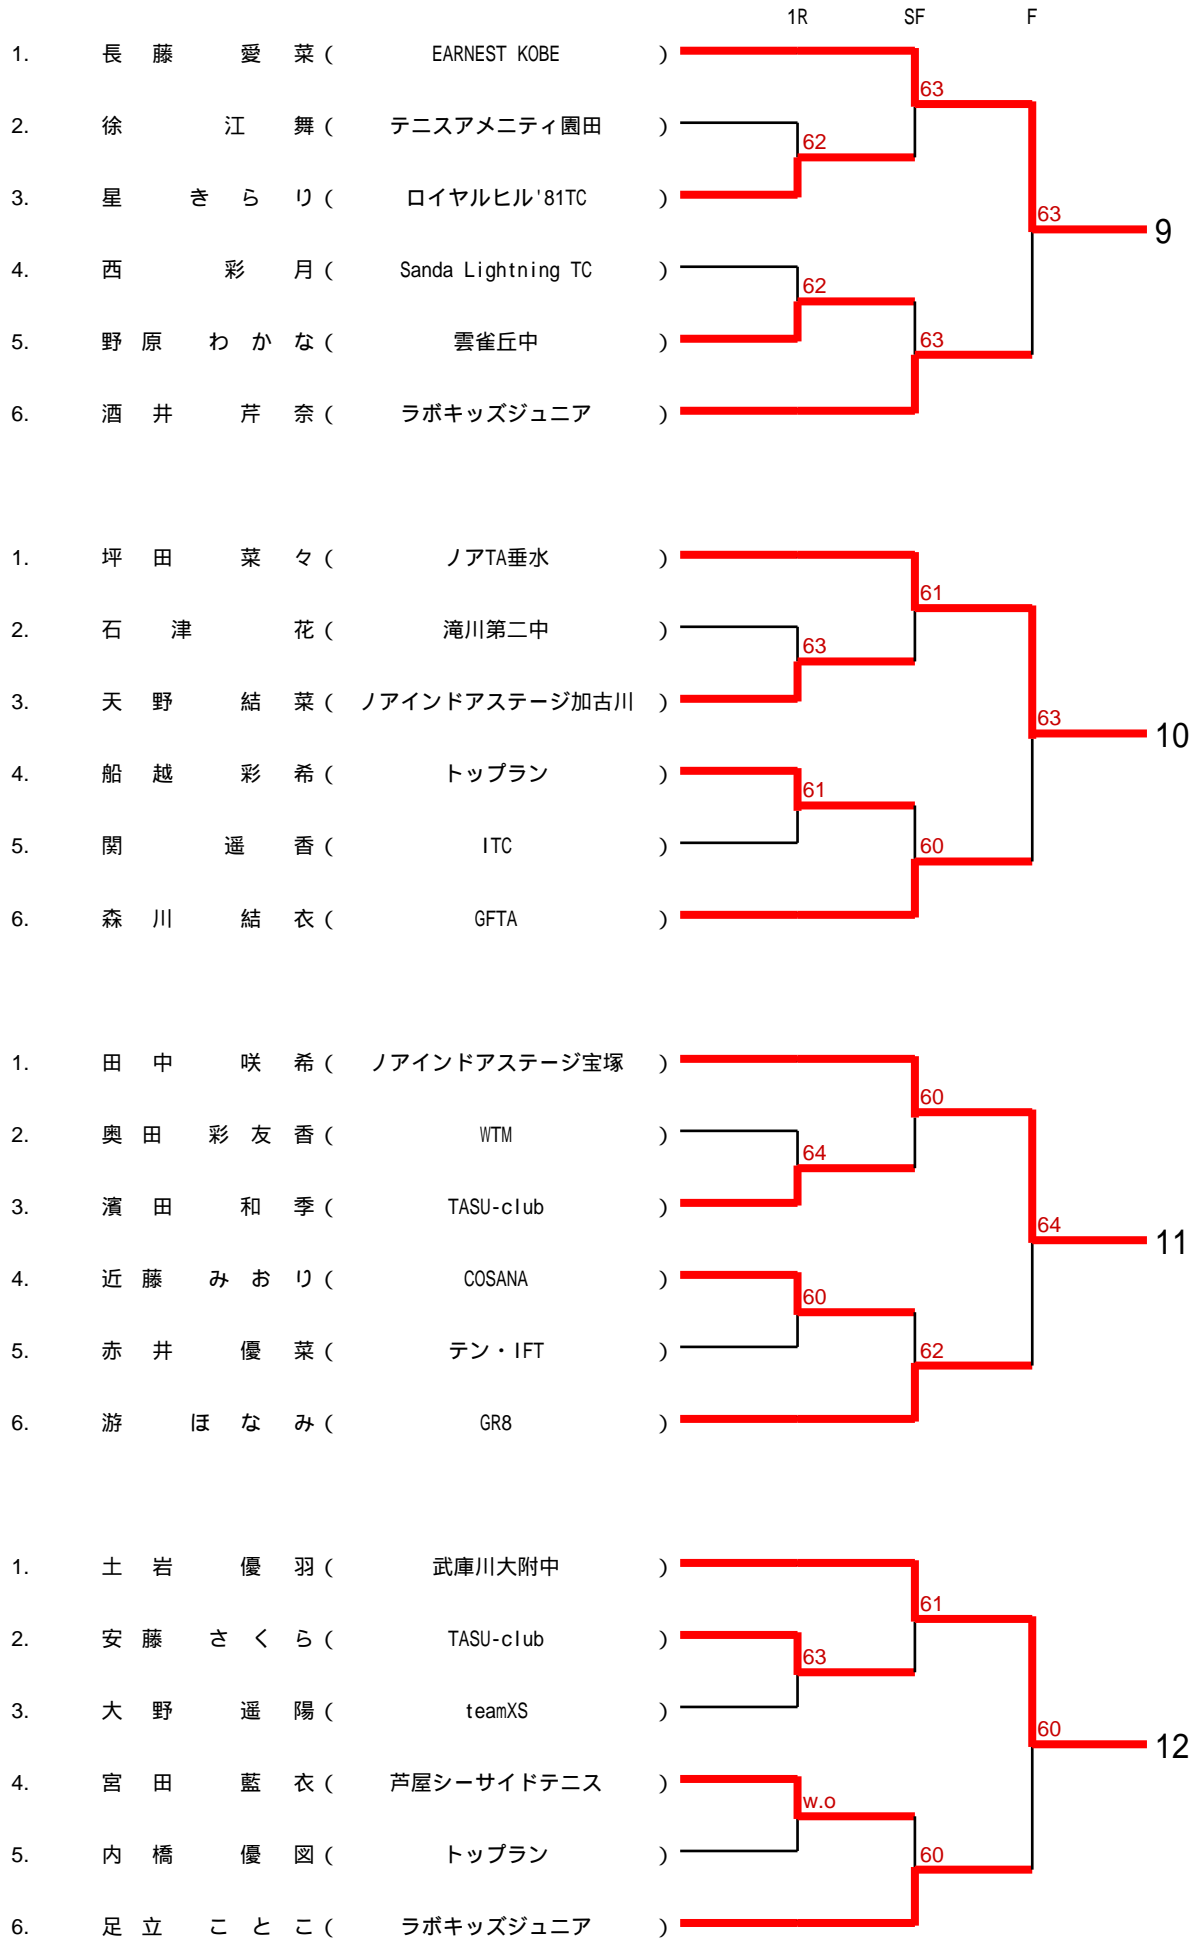 1R SF F
1. 長 藤 愛 菜 ( EARNEST KOBE )
63
2. 徐 江 舞 ( テニスアメニティ園田 )
62
3. 星 き ら り ( ロイヤルヒル'81TC )
63
9
4. 西 彩 月 ( Sanda Lightning TC )
62
5. 野 原 わ か な ( 雲雀丘中 )
63
6. 酒 井 芹 奈 ( ラボキッズジュニア )
1. 坪 田 菜 々 ( ノアTA垂水 )
61
2. 石 津 花 ( 滝川第二中 )
63
3. 天 野 結 菜 ( ノアインドアステージ加古川 )
63
10
4. 船 越 彩 希 ( トップラン )
61
5. 関 遥 香 ( ITC )
60
6. 森 川 結 衣 ( GFTA )
1. 田 中 咲 希 ( ノアインドアステージ宝塚 )
60
2. 奥 田 彩 友 香 ( WTM )
64
3. 濱 田 和 季 ( TASU-club )
64
11
4. 近 藤 み お り ( COSANA )
60
5. 赤 井 優 菜 ( テン・IFT )
62
6. 游 ほ な み ( GR8 )
1. 土 岩 優 羽 ( 武庫川大附中 )
61
2. 安 藤 さ く ら ( TASU-club )
63
3. 大 野 遥 陽 ( teamXS )
60
12
4. 宮 田 藍 衣 ( 芦屋シーサイドテニス )
w.o
5. 内 橋 優 図 ( トップラン )
60
6. 足 立 こ と こ ( ラボキッズジュニア )